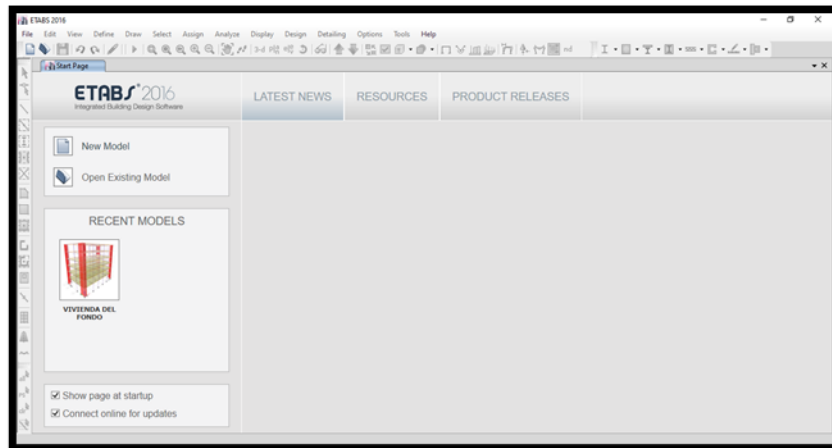 ETABS 2016
File Edit View Define Draw Select Assign Analyze Display Design Detailing Options Tools Help
Start Page
ETABS® 2016
Integrated Building Design Software
LATEST NEWS RESOURCES PRODUCT RELEASES
New Model
Open Existing Model
RECENT MODELS
VIVIENDA DEL
FONDO
Show page at startup
Connect online for updates